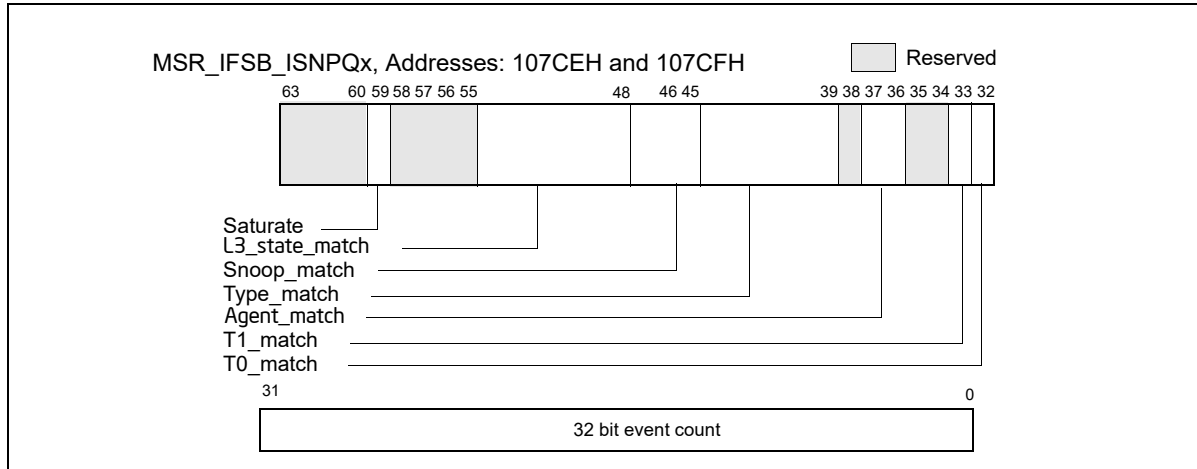 MSR_IFSB_ISNPQx, Addresses: 107CEH and 107CFH
Reserved
63 60 59 58 57 56 55 48 46 45 39 38 37 36 35 34 33 32
Saturate
L3_state_match
Snoop_match
Type_match
Agent_match
T1_match
T0_match
31 0
32 bit event count